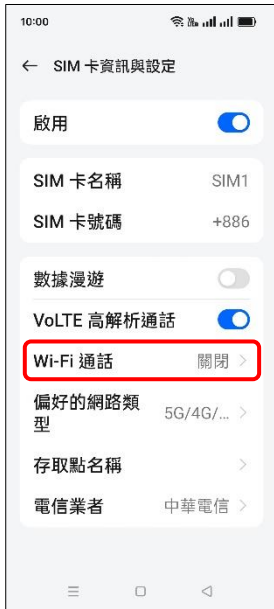 10:00
← SIM 卡資訊與設定
啟用
SIM 卡名稱 SIM1
SIM 卡號碼 +886
數據漫遊
VoLTE 高解析通話
Wi-Fi 通話 關閉 >
偏好的網路類
型 5G/4G/... >
存取點名稱 >
電信業者 中華電信 >